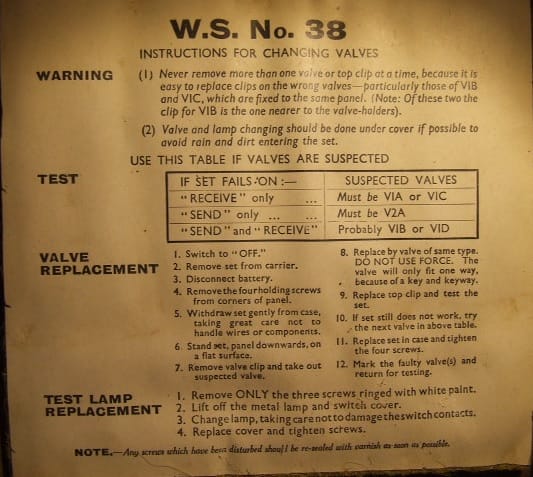 W.S. No. 38
INSTRUCTIONS FOR CHANGING VALVES
WARNING
(1) Never remove more than one valve or top clip at a time, because it is
easy to replace clips on the wrong valves—particularly those of VIB
and VIC, which are fixed to the same panel. (Note: Of these two the
clip for VIB is the one nearer to the valve-holders).
(2) Valve and lamp changing should be done under cover if possible to
avoid rain and dirt entering the set.
USE THIS TABLE IF VALVES ARE SUSPECTED
TEST
IF SET FAILS ON :— SUSPECTED VALVES
"RECEIVE" only ... Must be VIA or VIC
"SEND" only ... ... Must be V2A
"SEND" and "RECEIVE" Probably VIB or VID
VALVE
REPLACEMENT
1. Switch to "OFF."
2. Remove set from carrier.
3. Disconnect battery.
4. Remove the four holding screws
from corners of panel.
5. Withdraw set gently from case,
taking great care not to
handle wires or components.
6. Stand set, panel downwards, on
a flat surface.
7. Remove valve clip and take out
suspected valve.
8. Replace by valve of same type.
DO NOT USE FORCE. The
valve will only fit one way,
because of a key and keyway.
9. Replace top clip and test the
set.
10. If set still does not work, try
the next valve in above table.
11. Replace set in case and tighten
the four screws.
12. Mark the faulty valve(s) and
return for testing.
TEST LAMP
REPLACEMENT
1. Remove ONLY the three screws ringed with white paint.
2. Lift off the metal lamp and switch cover.
3. Change lamp, taking care not to damage the switch contacts.
4. Replace cover and tighten screws.
NOTE.—Any screws which have been disturbed should be re-sealed with varnish as soon as possible.